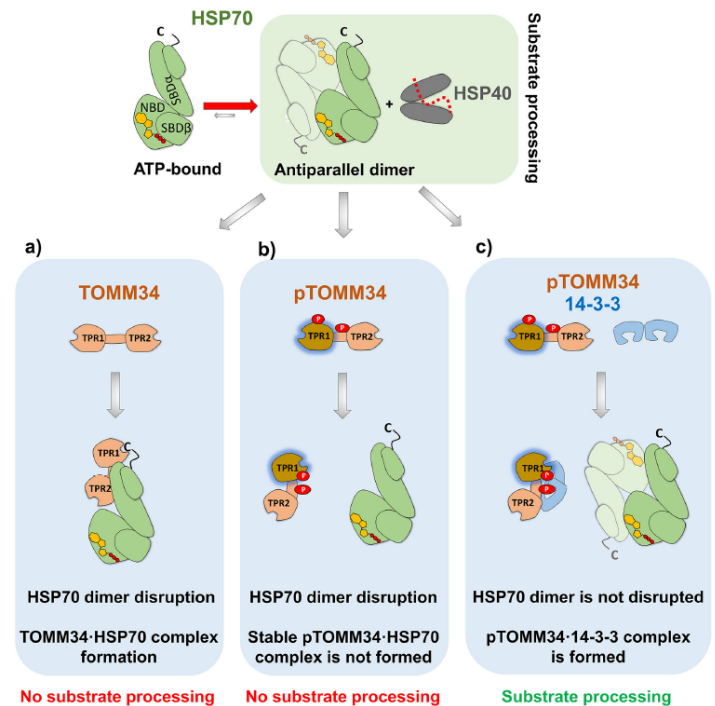 HSP70
C
SBDα
NBD
SBDβ
ATP-bound
C
+
HSP40
C
Antiparallel dimer
Substrate processing
a)
TOMM34
TPR1
TPR2
TPR1
C
TPR2
HSP70 dimer disruption
TOMM34·HSP70 complex
formation
No substrate processing
b)
pTOMM34
P
P
TPR1
TPR2
C
TPR1
P
P
TPR2
HSP70 dimer disruption
Stable pTOMM34·HSP70
complex is not formed
No substrate processing
c)
pTOMM34
14-3-3
P
P
TPR1
TPR2
C
TPR1
P
P
TPR2
C
HSP70 dimer is not disrupted
pTOMM34·14-3-3 complex
is formed
Substrate processing